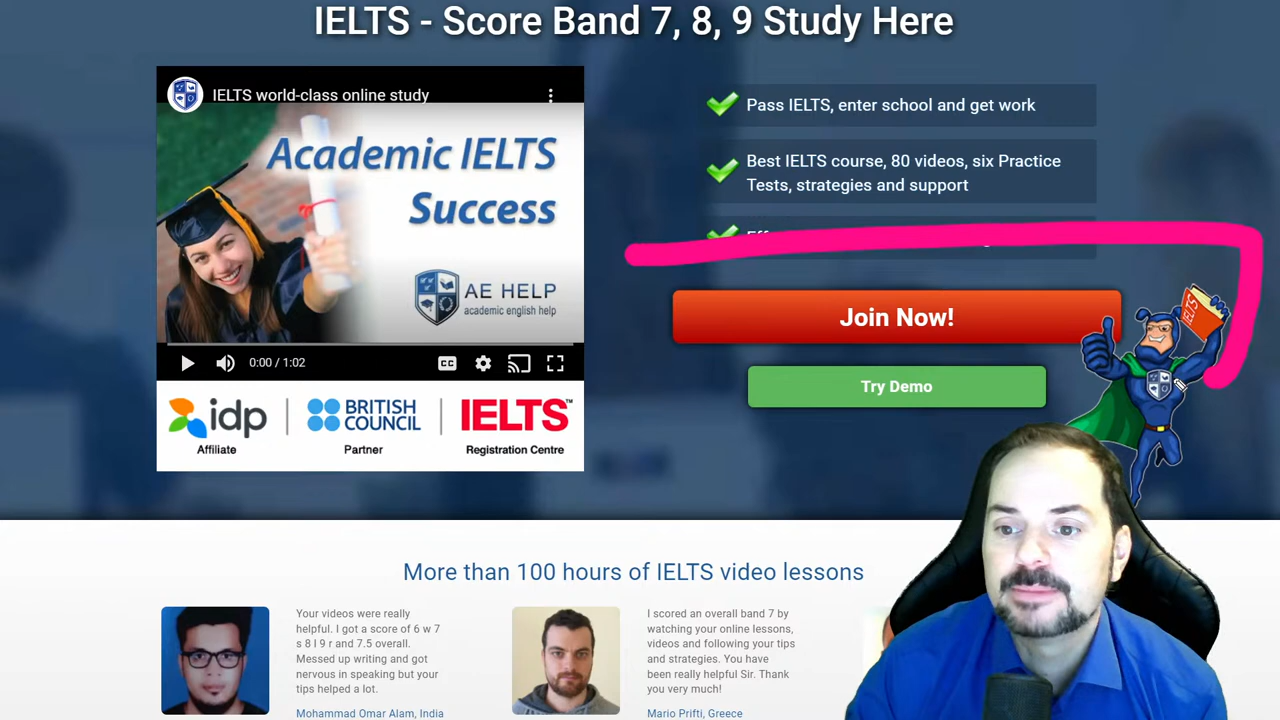 IELTS - Score Band 7, 8, 9 Study Here
IELTS world-class online study
Academic IELTS
Success
AE HELP
academic english help
0:00 / 1:02
CC
idp
Affiliate
BRITISH
COUNCIL
Partner
IELTS™
Registration Centre
Pass IELTS, enter school and get work
Best IELTS course, 80 videos, six Practice
Tests, strategies and support
Join Now!
Try Demo
IELTS
More than 100 hours of IELTS video lessons
Your videos were really
helpful. I got a score of 6 w 7
s 8 l 9 r and 7.5 overall.
Messed up writing and got
nervous in speaking but your
tips helped a lot.
Mohammad Omar Alam, India
I scored an overall band 7 by
watching your online lessons,
videos and following your tips
and strategies. You have
been really helpful Sir. Thank
you very much!
Mario Prifti, Greece